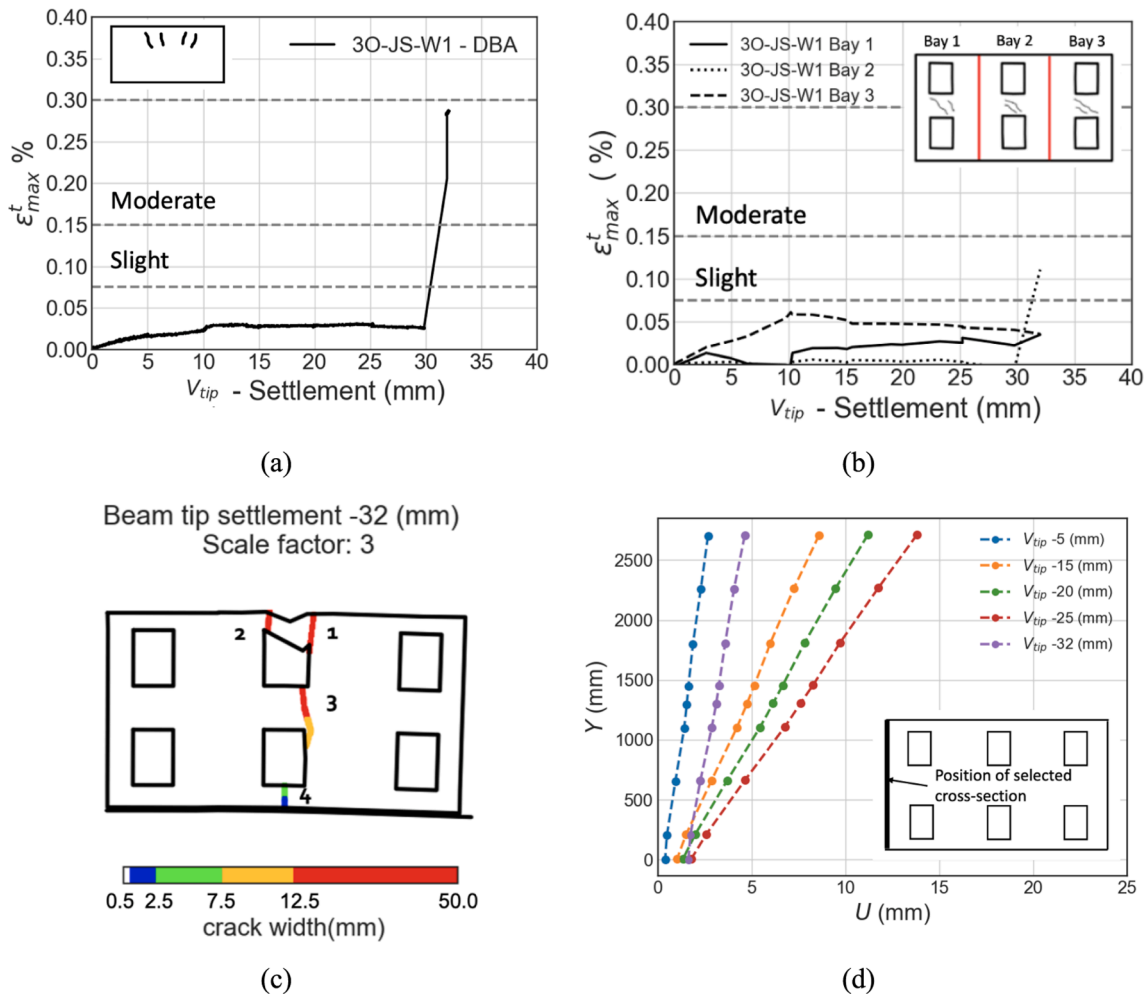 0.40
0.35
0.30
0.25
0.20
0.15
0.10
0.05
0.00
ε^t_max %
3O-JS-W1 - DBA
Moderate
Slight
0 5 10 15 20 25 30 35 40
V_tip - Settlement (mm)
(a)
0.40
0.35
0.30
0.25
0.20
0.15
0.10
0.05
0.00
ε^t_max ( %)
3O-JS-W1 Bay 1
3O-JS-W1 Bay 2
3O-JS-W1 Bay 3
Bay 1 Bay 2 Bay 3
Moderate
Slight
0 5 10 15 20 25 30 35 40
V_tip - Settlement (mm)
(b)
Beam tip settlement -32 (mm)
Scale factor: 3
2 1
3
4
0.5 2.5 7.5 12.5 50.0
crack width(mm)
(c)
2500
2000
1500
1000
500
0
Y (mm)
V_tip -5 (mm)
V_tip -15 (mm)
V_tip -20 (mm)
V_tip -25 (mm)
V_tip -32 (mm)
Position of selected
cross-section
0 5 10 15 20 25
U (mm)
(d)